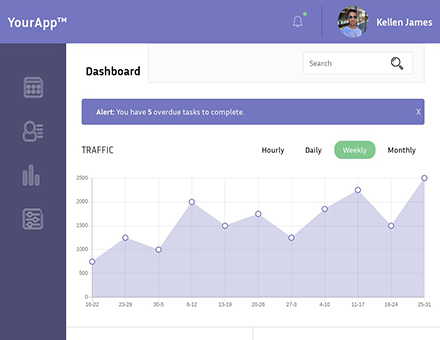 YourApp™
Kellen James
Dashboard
Search
Alert: You have 5 overdue tasks to complete.
X
TRAFFIC
Hourly
Daily
Weekly
Monthly
2500
2000
1500
1000
500
0
16-22
23-29
30-5
6-12
13-19
20-26
27-3
4-10
11-17
18-24
25-31